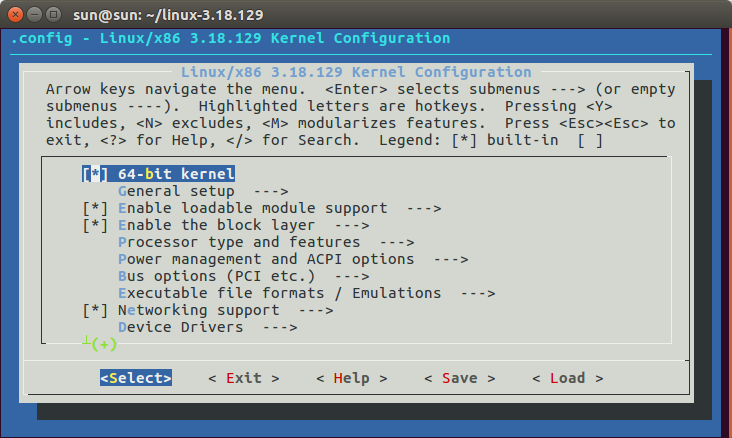 sun@sun: ~/linux-3.18.129
.config - Linux/x86 3.18.129 Kernel Configuration
Linux/x86 3.18.129 Kernel Configuration
Arrow keys navigate the menu.  <Enter> selects submenus ---> (or empty
submenus ----).  Highlighted letters are hotkeys.  Pressing <Y>
includes, <N> excludes, <M> modularizes features.  Press <Esc><Esc> to
exit, <?> for Help, </> for Search.  Legend: [*] built-in  [ ]
[*] 64-bit kernel
General setup  --->
[*] Enable loadable module support  --->
[*] Enable the block layer  --->
Processor type and features  --->
Power management and ACPI options  --->
Bus options (PCI etc.)  --->
Executable file formats / Emulations  --->
[*] Networking support  --->
Device Drivers  --->
(+)
<Select>    < Exit >    < Help >    < Save >    < Load >